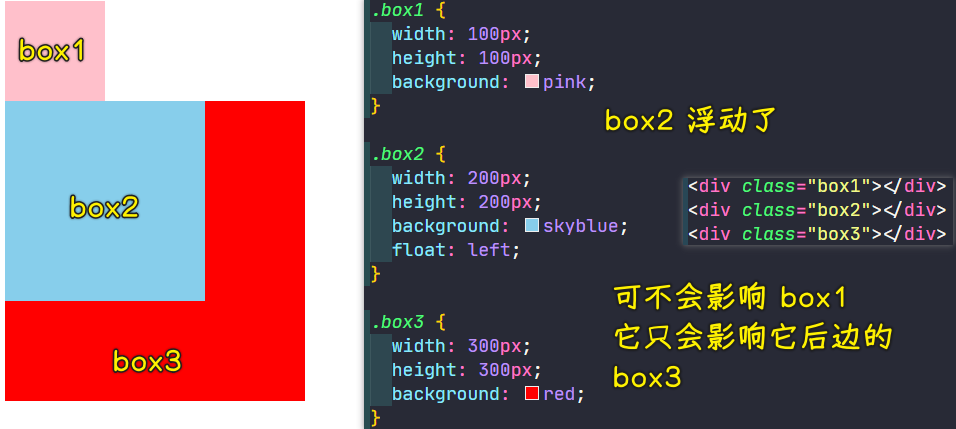 box1
box2
box3
.box1 {
width: 100px;
height: 100px;
background: pink;
}
.box2 {
width: 200px;
height: 200px;
background: skyblue;
float: left;
}
.box3 {
width: 300px;
height: 300px;
background: red;
}
box2 浮动了
<div class="box1"></div>
<div class="box2"></div>
<div class="box3"></div>
可不会影响 box1
它只会影响它后边的
box3